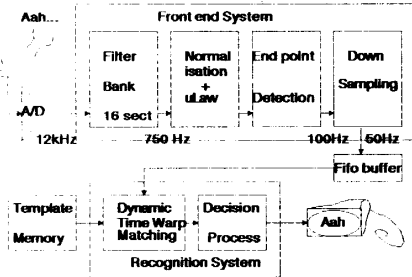 Aah...
Front end System
Filter
Bank
16 sect
Normal
isation
+
uLaw
End point
Detection
Down
Sampling
A/D
12kHz
750 Hz
100Hz
50Hz
Fifo buffer
Template
Memory
Dynamic
Time Warp
Matching
Decision
Process
Aah
Recognition System